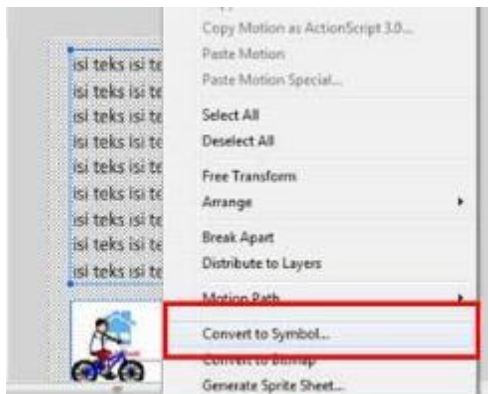 Copy Motion as ActionScript 3.0...
Paste Motion
Paste Motion Special...
isi teks isi te
isi teks isi te
isi teks isi te
isi teks isi te
isi teks isi te
isi teks isi te
isi teks isi te
isi teks isi te
isi teks isi te
Select All
Deselect All
Free Transform
Arrange
Break Apart
Distribute to Layers
Motion Path
Convert to Symbol...
Convert to Bitmap
Generate Sprite Sheet...